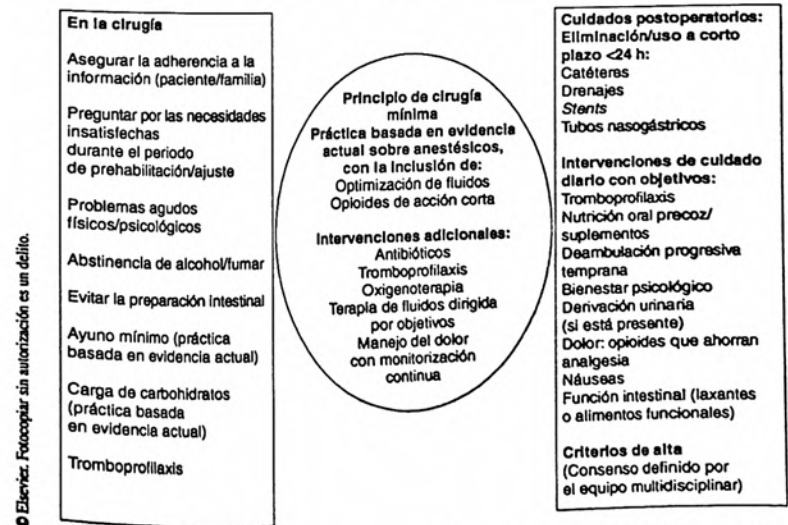 En la cirugía
Asegurar la adherencia a la
información (paciente/familia)
Preguntar por las necesidades
insatisfechas
durante el periodo
de prehabilitación/ajuste
Problemas agudos
físicos/psicológicos
Abstinencia de alcohol/fumar
Evitar la preparación intestinal
Ayuno mínimo (práctica
basada en evidencia actual)
Carga de carbohidratos
(práctica basada
en evidencia actual)
Tromboprofilaxis
Principio de cirugía
mínima
Práctica basada en evidencia
actual sobre anestésicos,
con la inclusión de:
Optimización de fluidos
Opioides de acción corta
Intervenciones adicionales:
Antibióticos
Tromboprofilaxis
Oxigenoterapia
Terapia de fluidos dirigida
por objetivos
Manejo del dolor
con monitorización
continua
Cuidados postoperatorios:
Eliminación/uso a corto
plazo <24 h:
Catéteres
Drenajes
Stents
Tubos nasogástricos
Intervenciones de cuidado
diario con objetivos:
Tromboprofilaxis
Nutrición oral precoz/
suplementos
Deambulación progresiva
temprana
Bienestar psicológico
Derivación urinaria
(si está presente)
Dolor: opioides que ahorran
analgesia
Náuseas
Función intestinal (laxantes
o alimentos funcionales)
Criterios de alta
(Consenso definido por
el equipo multidisciplinar)
© Elsevier. Fotocopiar sin autorización es un delito.